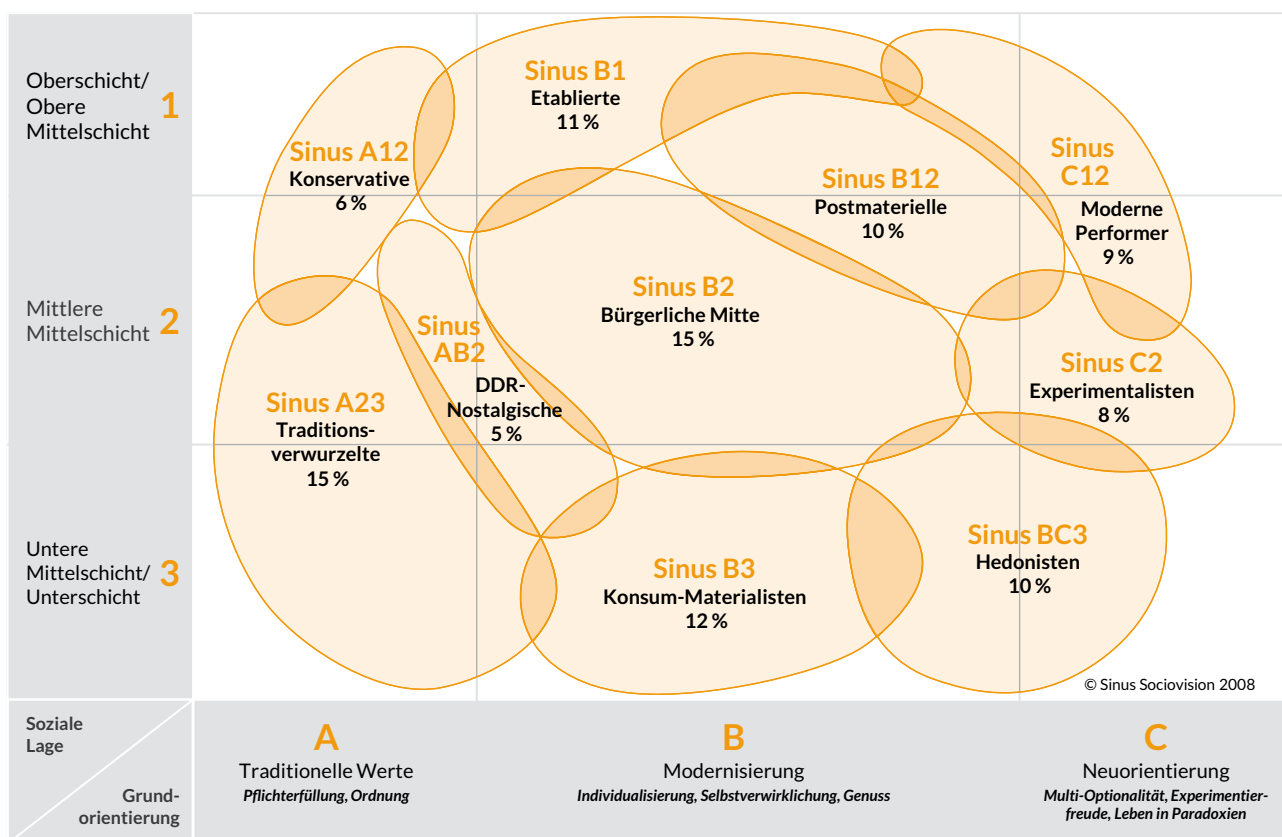 Oberschicht/
Obere
Mittelschicht
1
Mittlere
Mittelschicht
2
Untere
Mittelschicht/
Unterschicht
3
Sinus B1
Etablierte
11 %
Sinus A12
Konservative
6 %
Sinus B12
Postmaterielle
10 %
Sinus
C12
Moderne
Performer
9 %
Sinus B2
Bürgerliche Mitte
15 %
Sinus
AB2
DDR-
Nostalgische
5 %
Sinus C2
Experimentalisten
8 %
Sinus A23
Traditions-
verwurzelte
15 %
Sinus B3
Konsum-Materialisten
12 %
Sinus BC3
Hedonisten
10 %
© Sinus Sociovision 2008
Soziale
Lage
Grund-
orientierung
A
Traditionelle Werte
Pflichterfüllung, Ordnung
B
Modernisierung
Individualisierung, Selbstverwirklichung, Genuss
C
Neuorientierung
Multi-Optionalität, Experimentier-
freude, Leben in Paradoxien